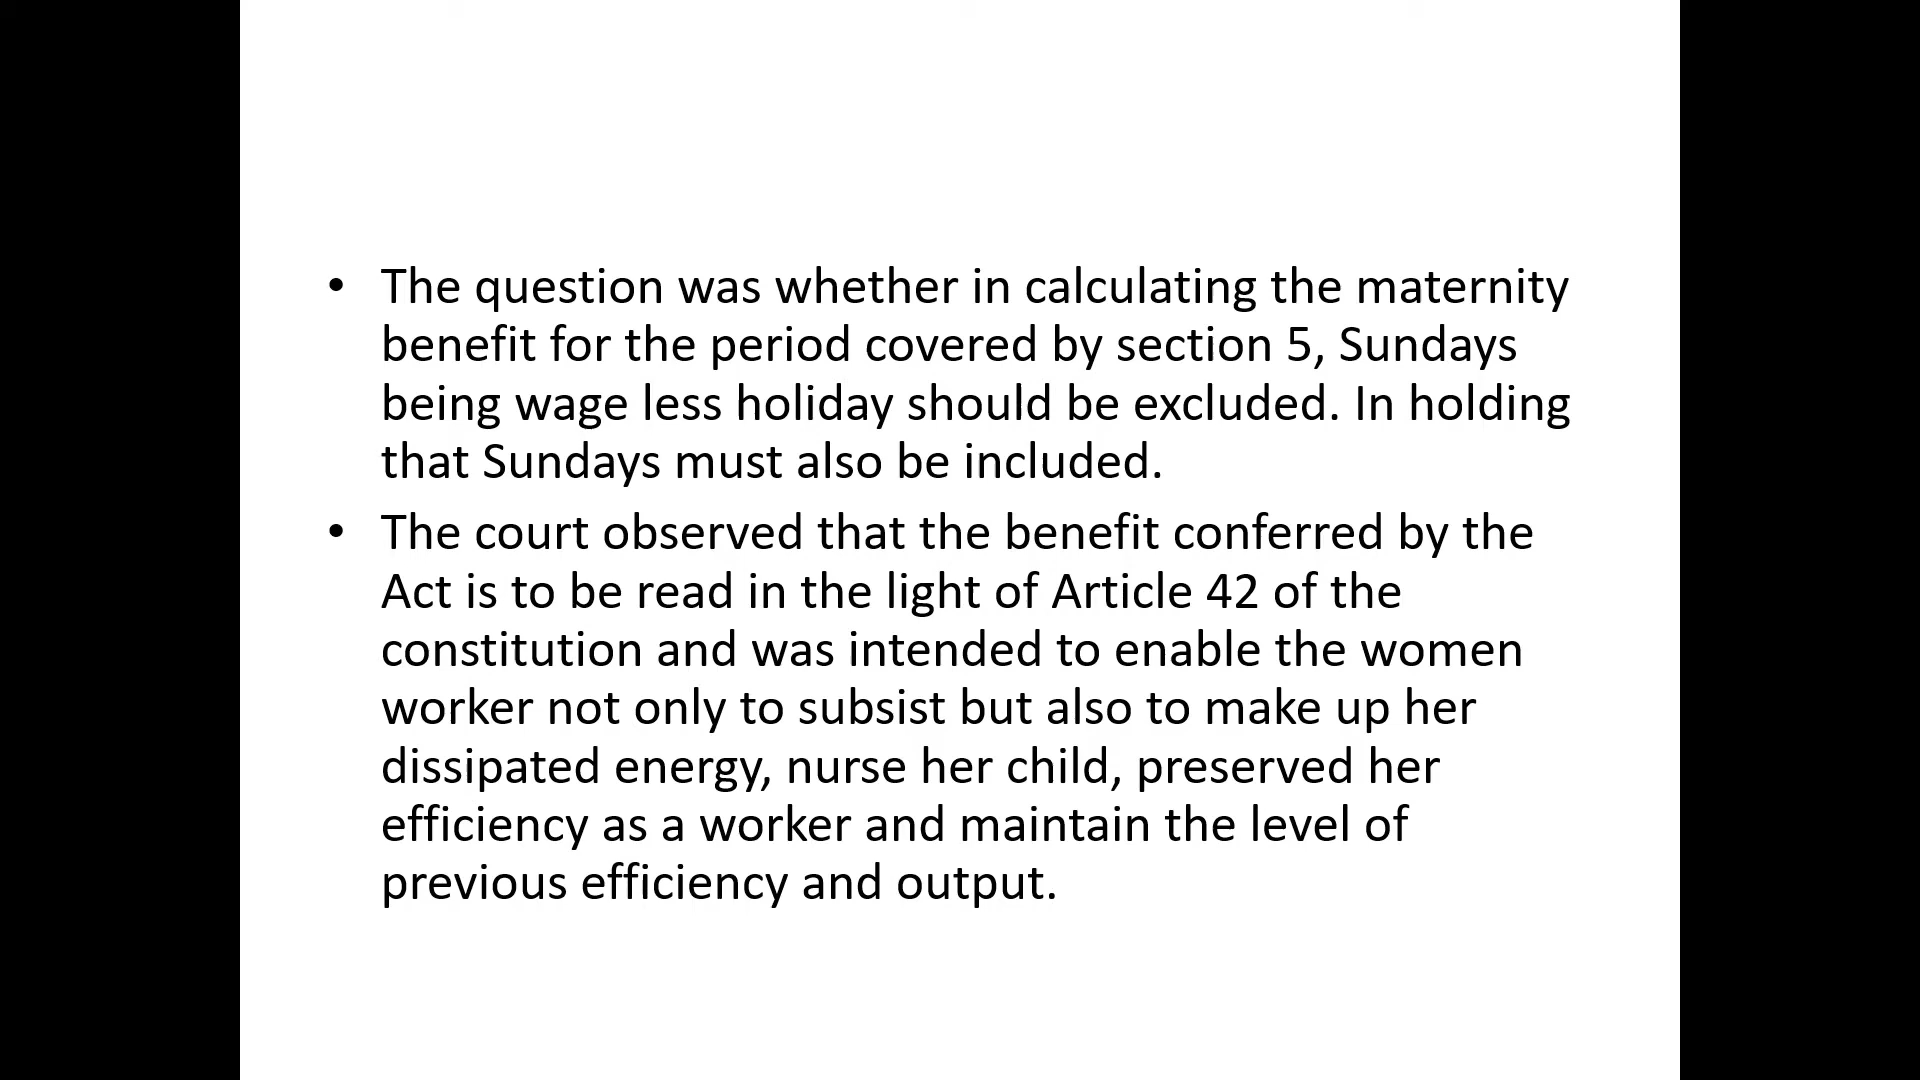 • The question was whether in calculating the maternity
benefit for the period covered by section 5, Sundays
being wage less holiday should be excluded. In holding
that Sundays must also be included.
• The court observed that the benefit conferred by the
Act is to be read in the light of Article 42 of the
constitution and was intended to enable the women
worker not only to subsist but also to make up her
dissipated energy, nurse her child, preserved her
efficiency as a worker and maintain the level of
previous efficiency and output.